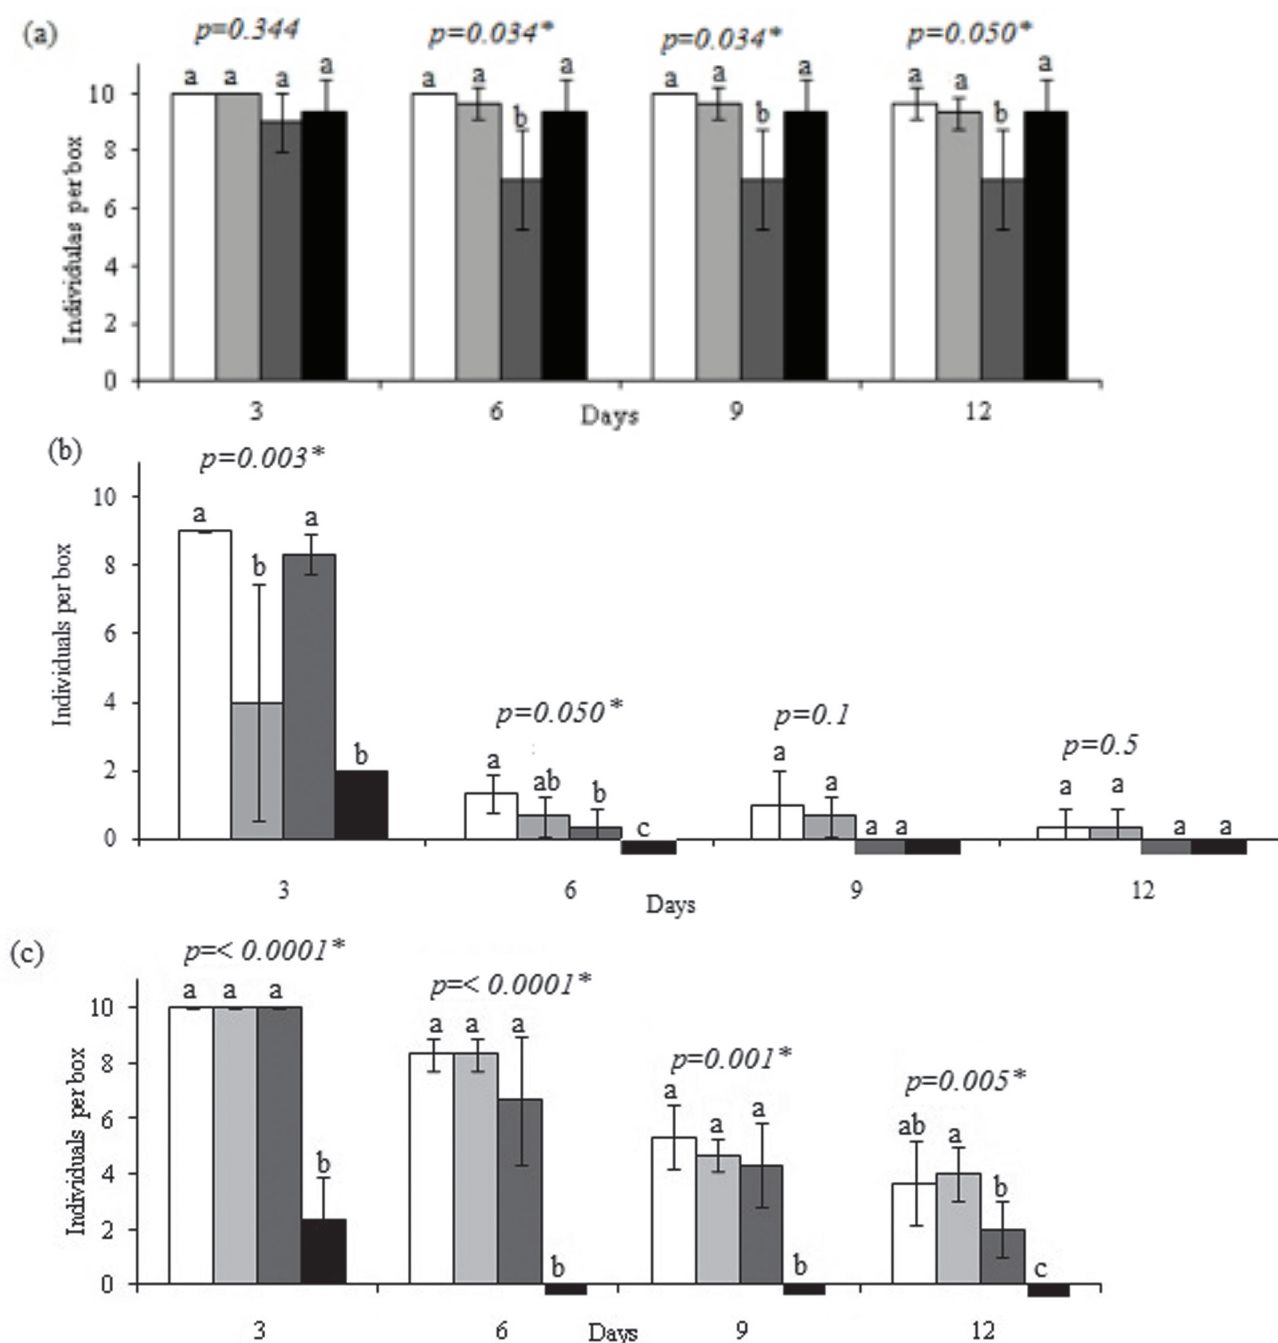 (a)
p=0.344 p=0.034* p=0.034* p=0.050*
a a a a a a b a a a b a a a b a
Individulas per box
10
8
6
4
2
0
3 6 9 12
Days
(b)
p=0.003*
a b a b
p=0.050*
a ab b c
p=0.1
a a a a
p=0.5
a a a a
Individuals per box
10
8
6
4
2
0
3 6 9 12
Days
(c)
p=< 0.0001*
a a a b
p=< 0.0001*
a a a b
p=0.001*
a a a b
p=0.005*
ab a b c
Individuals per box
10
8
6
4
2
0
3 6 9 12
Days